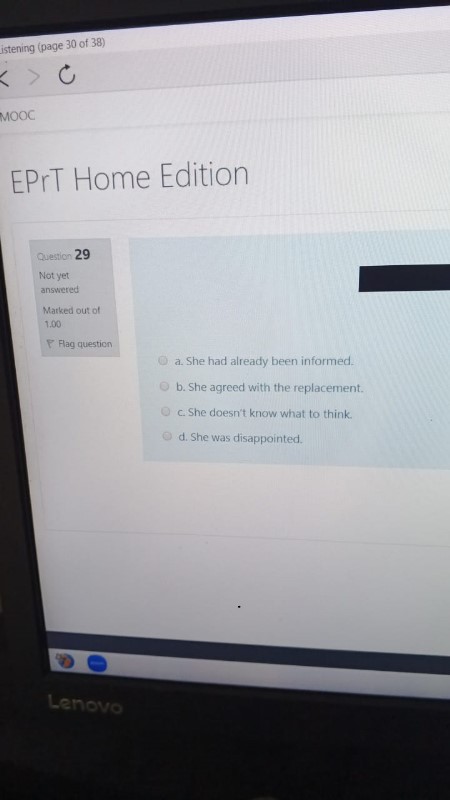 Listening (page 30 of 38)
MOOC
EPrT Home Edition
Question 29
Not yet
answered
Marked out of
1.00
Flag question
a. She had already been informed.
b. She agreed with the replacement.
c. She doesn't know what to think.
d. She was disappointed.
Lenovo